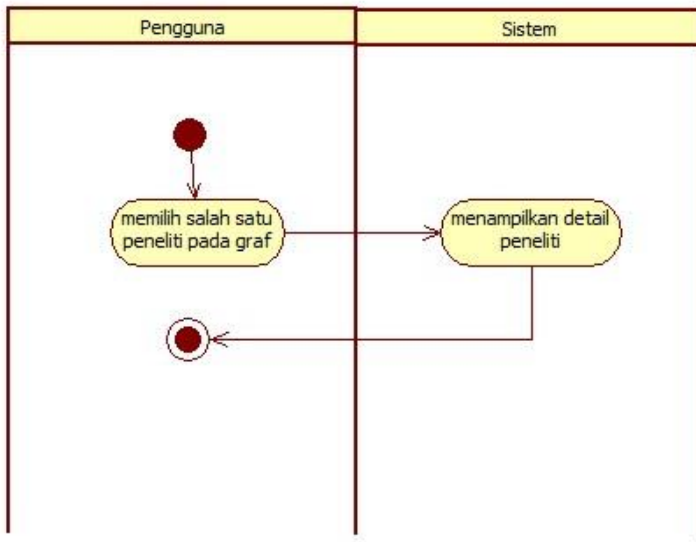 Pengguna
Sistem
memilih salah satu
peneliti pada graf
menampilkan detail
peneliti